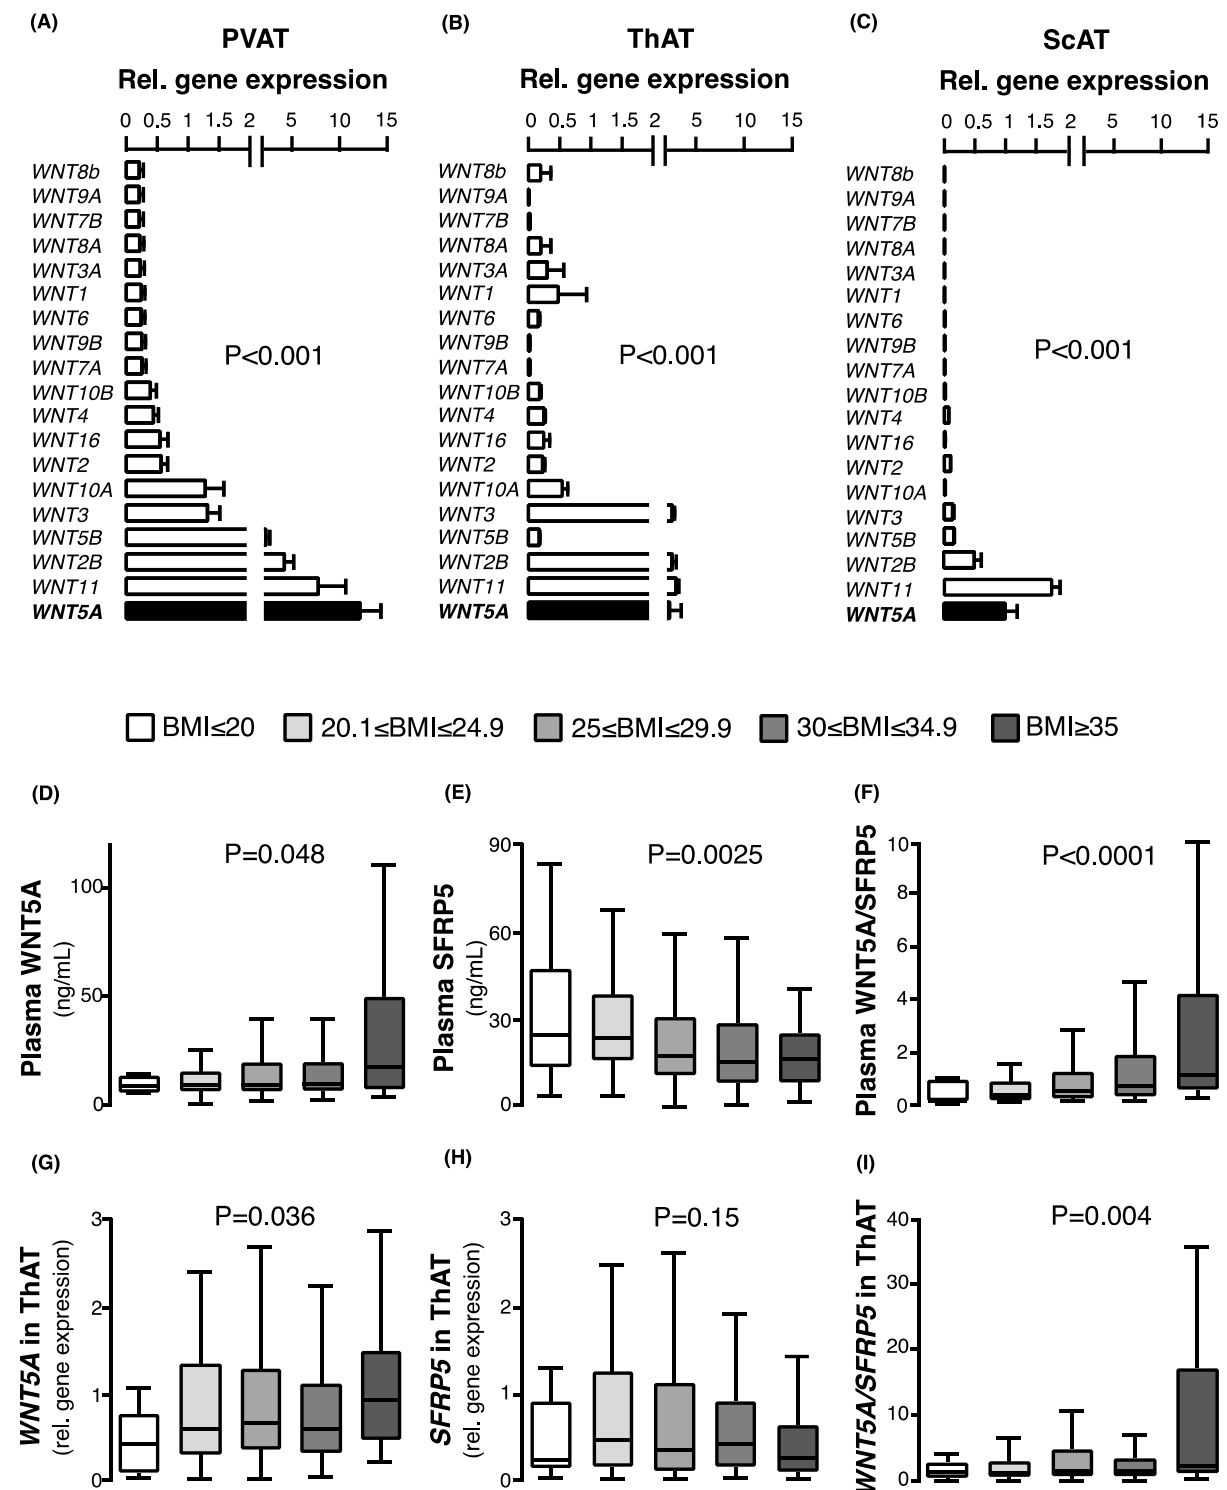 (A)
PVAT
Rel. gene expression
0 0.5 1 1.5 2 5 10 15
WNT8b
WNT9A
WNT7B
WNT8A
WNT3A
WNT1
WNT6
WNT9B
WNT7A
WNT10B
WNT4
WNT16
WNT2
WNT10A
WNT3
WNT5B
WNT2B
WNT11
WNT5A
P<0.001
(B)
ThAT
Rel. gene expression
0 0.5 1 1.5 2 5 10 15
WNT8b
WNT9A
WNT7B
WNT8A
WNT3A
WNT1
WNT6
WNT9B
WNT7A
WNT10B
WNT4
WNT16
WNT2
WNT10A
WNT3
WNT5B
WNT2B
WNT11
WNT5A
P<0.001
(C)
ScAT
Rel. gene expression
0 0.5 1 1.5 2 5 10 15
WNT8b
WNT9A
WNT7B
WNT8A
WNT3A
WNT1
WNT6
WNT9B
WNT7A
WNT10B
WNT4
WNT16
WNT2
WNT10A
WNT3
WNT5B
WNT2B
WNT11
WNT5A
P<0.001
BMI≤20 20.1≤BMI≤24.9 25≤BMI≤29.9 30≤BMI≤34.9 BMI≥35
(D)
P=0.048
Plasma WNT5A
(ng/mL)
100
50
0
(E)
P=0.0025
Plasma SFRP5
(ng/mL)
90
60
30
0
(F)
P<0.0001
Plasma WNT5A/SFRP5
10
8
6
4
2
0
(G)
P=0.036
WNT5A in ThAT
(rel. gene expression)
3
2
1
0
(H)
P=0.15
SFRP5 in ThAT
(rel. gene expression)
3
2
1
0
(I)
P=0.004
WNT5A/SFRP5 in ThAT
40
30
20
10
0